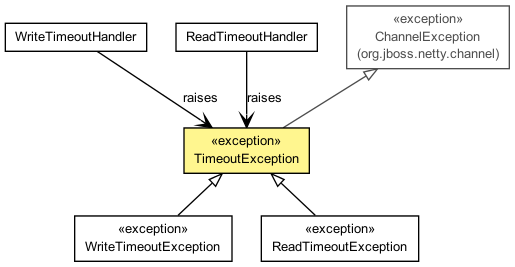 WriteTimeoutHandler
ReadTimeoutHandler
«exception»
ChannelException
(org.jboss.netty.channel)
raises
raises
«exception»
TimeoutException
«exception»
WriteTimeoutException
«exception»
ReadTimeoutException